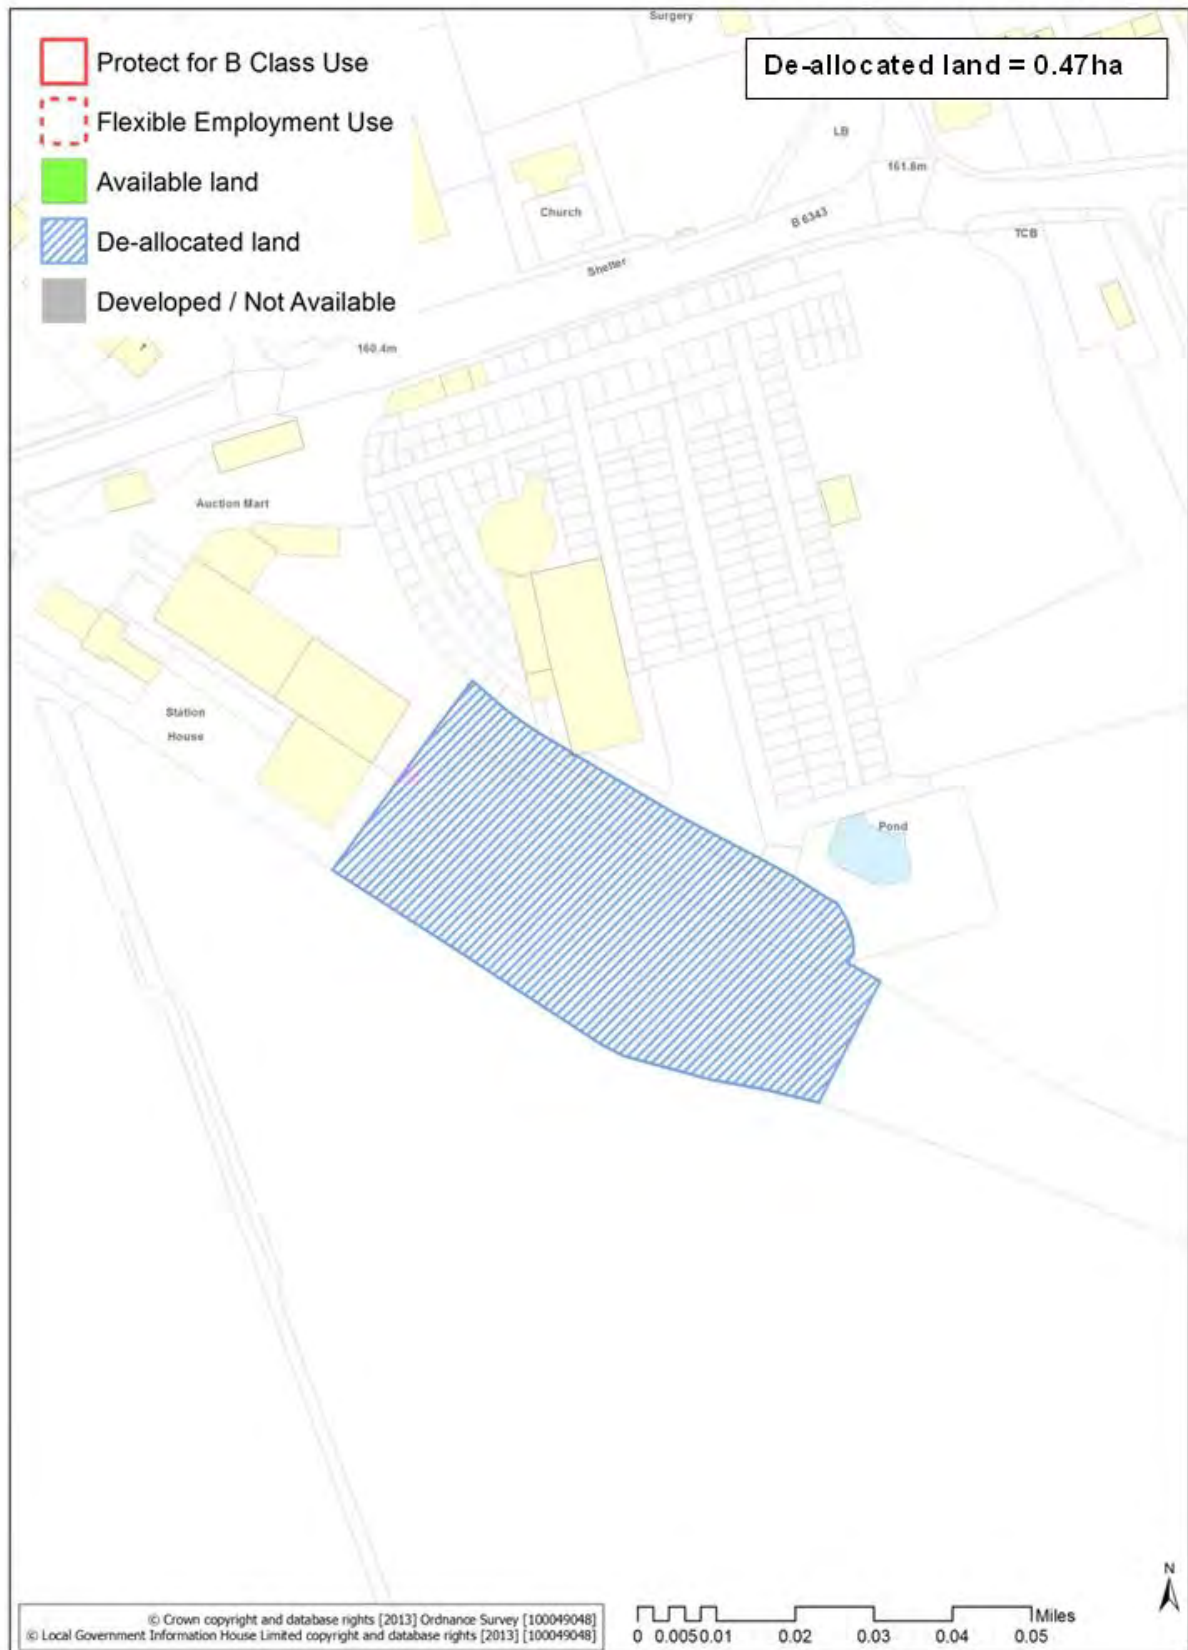 Surgery
Protect for B Class Use
De-allocated land = 0.47ha
Flexible Employment Use
LB
161.8m
Available land
Church
B 6343
TCB
De-allocated land
Shelter
Developed / Not Available
160.4m
Auction Mart
Station
House
Pond
N
© Crown copyright and database rights [2013] Ordnance Survey [100049048]
© Local Government Information House Limited copyright and database rights [2013] [100049048]
Miles
0 0.005 0.01 0.02 0.03 0.04 0.05